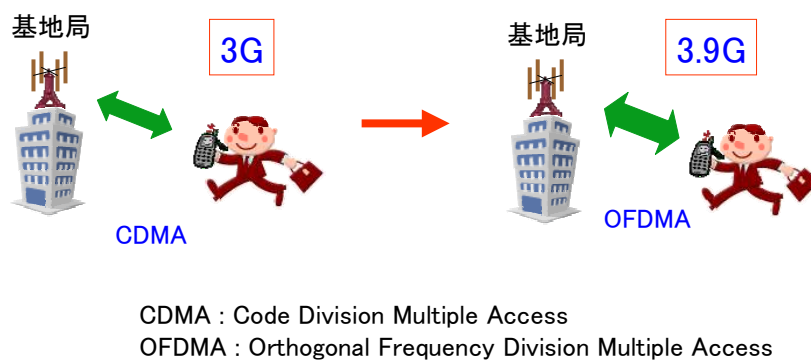 基地局
3G
CDMA
基地局
3.9G
OFDMA
CDMA : Code Division Multiple Access
OFDMA : Orthogonal Frequency Division Multiple Access